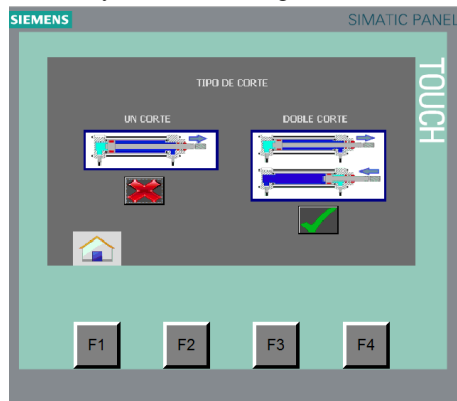 SIEMENS
SIMATIC PANEL
TOUCH
TIPO DE CORTE
UN CORTE
DOBLE CORTE
F1
F2
F3
F4